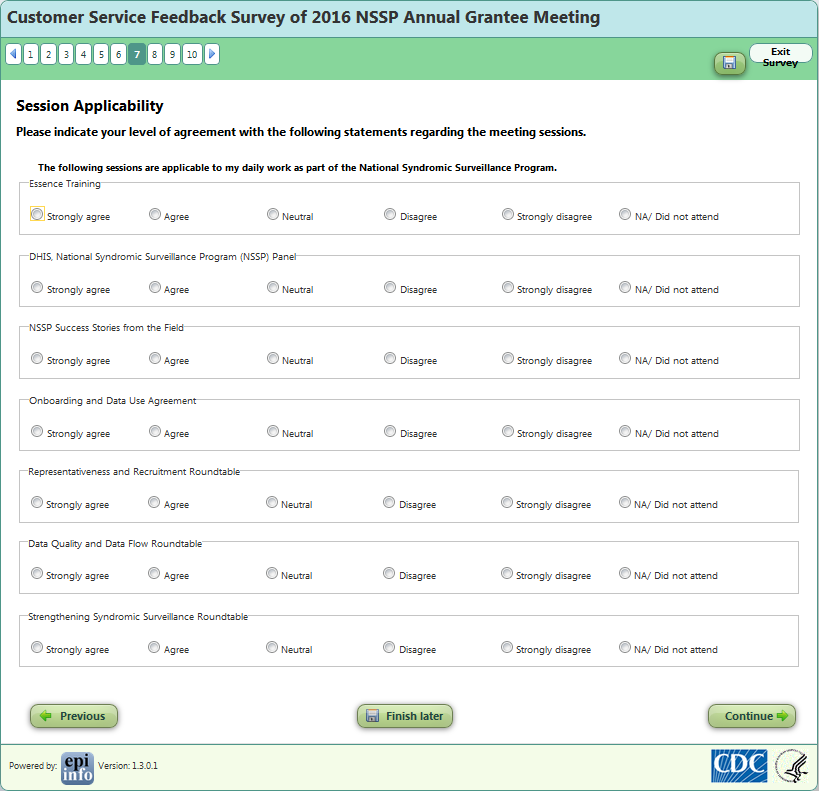 Customer Service Feedback Survey of 2016 NSSP Annual Grantee Meeting
1 2 3 4 5 6 7 8 9 10
Exit
Survey
Session Applicability
Please indicate your level of agreement with the following statements regarding the meeting sessions.
The following sessions are applicable to my daily work as part of the National Syndromic Surveillance Program.
Essence Training
Strongly agree Agree Neutral Disagree Strongly disagree NA/ Did not attend
DHIS, National Syndromic Surveillance Program (NSSP) Panel
Strongly agree Agree Neutral Disagree Strongly disagree NA/ Did not attend
NSSP Success Stories from the Field
Strongly agree Agree Neutral Disagree Strongly disagree NA/ Did not attend
Onboarding and Data Use Agreement
Strongly agree Agree Neutral Disagree Strongly disagree NA/ Did not attend
Representativeness and Recruitment Roundtable
Strongly agree Agree Neutral Disagree Strongly disagree NA/ Did not attend
Data Quality and Data Flow Roundtable
Strongly agree Agree Neutral Disagree Strongly disagree NA/ Did not attend
Strengthening Syndromic Surveillance Roundtable
Strongly agree Agree Neutral Disagree Strongly disagree NA/ Did not attend
Previous Finish later Continue
Powered by: epi info Version: 1.3.0.1 CDC